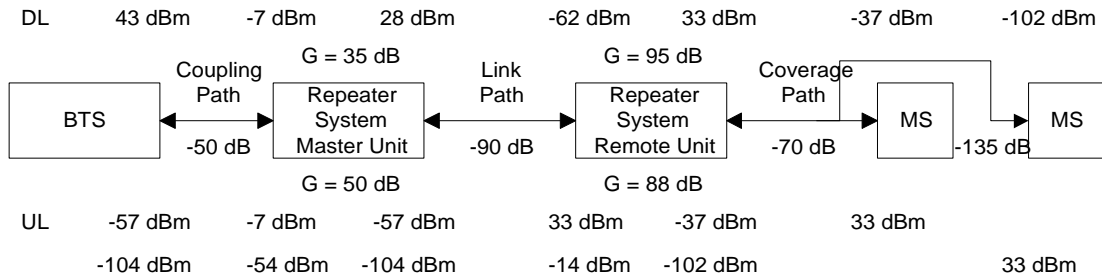 DL 43 dBm -7 dBm 28 dBm -62 dBm 33 dBm -37 dBm -102 dBm
G = 35 dB G = 95 dB
Coupling Path
Link Path
Coverage Path
BTS
Repeater System Master Unit
Repeater System Remote Unit
MS
MS
-50 dB -90 dB -70 dB -135 dB
G = 50 dB G = 88 dB
UL -57 dBm -7 dBm -57 dBm 33 dBm -37 dBm 33 dBm
-104 dBm -54 dBm -104 dBm -14 dBm -102 dBm 33 dBm